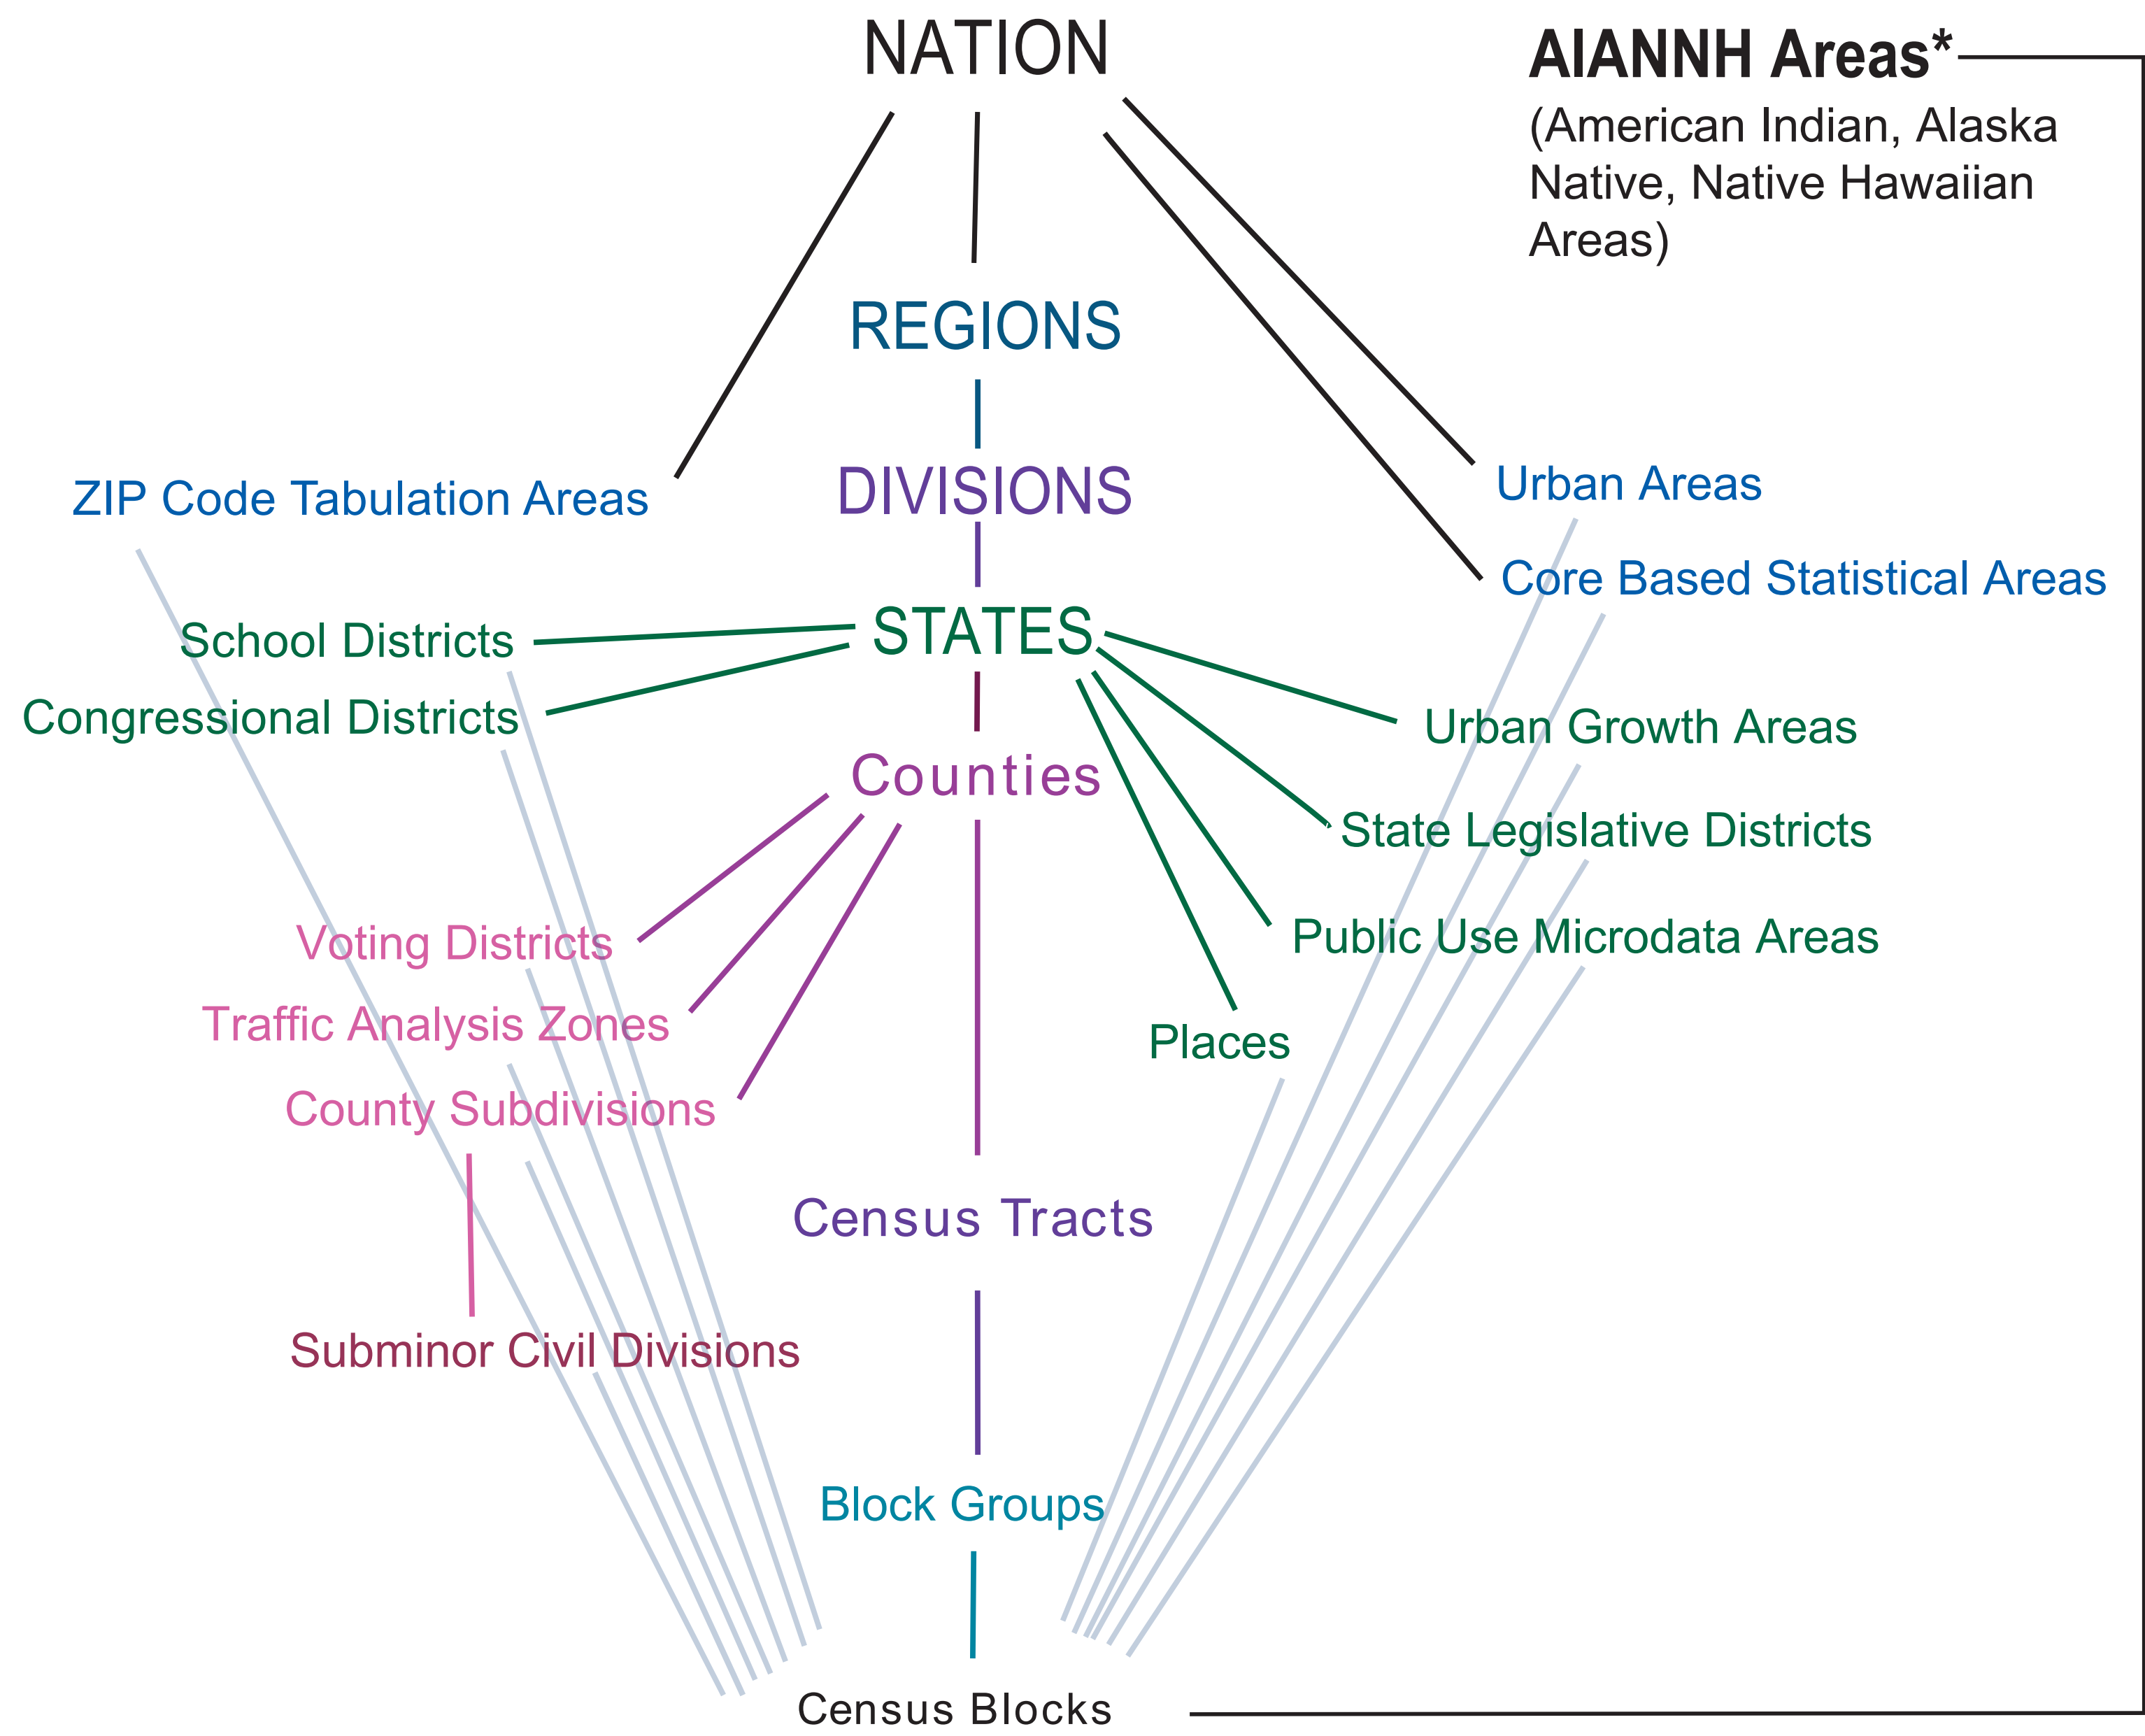 NATION
AIANNH Areas*
(American Indian, Alaska
Native, Native Hawaiian
Areas)
REGIONS
DIVISIONS
ZIP Code Tabulation Areas
Urban Areas
Core Based Statistical Areas
STATES
School Districts
Congressional Districts
Urban Growth Areas
Counties
State Legislative Districts
Voting Districts
Public Use Microdata Areas
Traffic Analysis Zones
Places
County Subdivisions
Census Tracts
Subminor Civil Divisions
Block Groups
Census Blocks